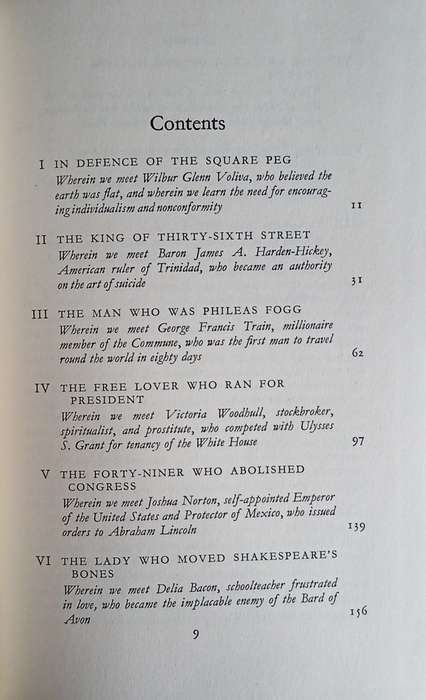 Contents
I IN DEFENCE OF THE SQUARE PEG
Wherein we meet Wilbur Glenn Voliva, who believed the
earth was flat, and wherein we learn the need for encourag-
ing individualism and nonconformity 11
II THE KING OF THIRTY-SIXTH STREET
Wherein we meet Baron James A. Harden-Hickey,
American ruler of Trinidad, who became an authority
on the art of suicide 31
III THE MAN WHO WAS PHILEAS FOGG
Wherein we meet George Francis Train, millionaire
member of the Commune, who was the first man to travel
round the world in eighty days 62
IV THE FREE LOVER WHO RAN FOR
PRESIDENT
Wherein we meet Victoria Woodhull, stockbroker,
spiritualist, and prostitute, who competed with Ulysses
S. Grant for tenancy of the White House 97
V THE FORTY-NINER WHO ABOLISHED
CONGRESS
Wherein we meet Joshua Norton, self-appointed Emperor
of the United States and Protector of Mexico, who issued
orders to Abraham Lincoln 139
VI THE LADY WHO MOVED SHAKESPEARE'S
BONES
Wherein we meet Delia Bacon, schoolteacher frustrated
in love, who became the implacable enemy of the Bard of
Avon 156
9